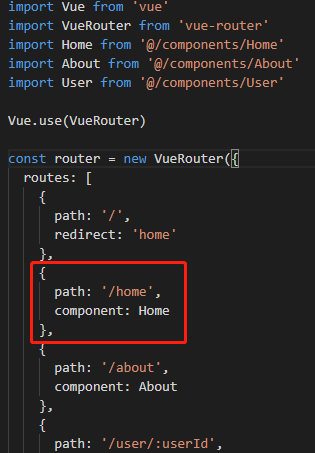 import Vue from 'vue'
import VueRouter from 'vue-router'
import Home from '@/components/Home'
import About from '@/components/About'
import User from '@/components/User'
Vue.use(VueRouter)
const router = new VueRouter({
routes: [
{
path: '/',
redirect: 'home'
},
{
path: '/home',
component: Home
},
{
path: '/about',
component: About
},
{
path: '/user/:userId',